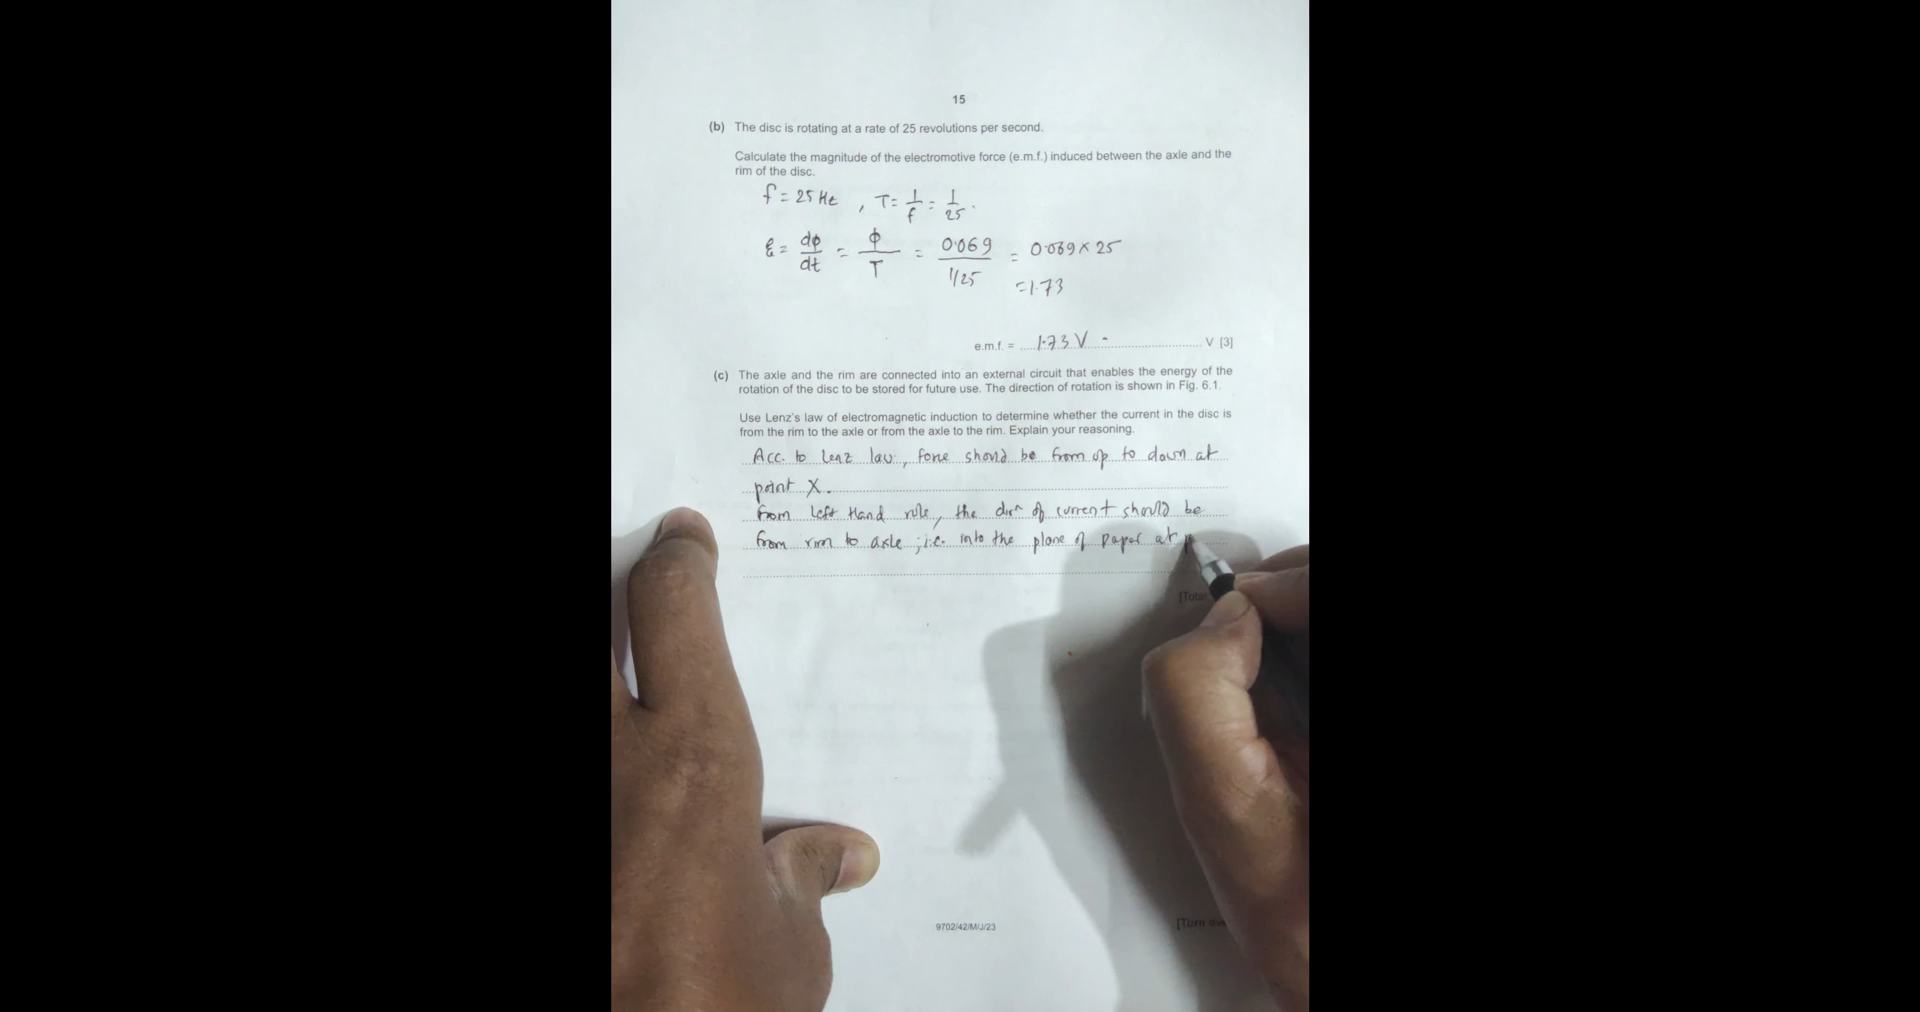 15
(b) The disc is rotating at a rate of 25 revolutions per second.
Calculate the magnitude of the electromotive force (e.m.f.) induced between the axle and the
rim of the disc.
f = 25 Hz , T = 1/f = 1/25 .
ℰ = dφ/dt = φ/T = 0.069/(1/25) = 0.069 × 25
= 1.73
e.m.f. = 1.73 V - V [3]
(c) The axle and the rim are connected into an external circuit that enables the energy of the
rotation of the disc to be stored for future use. The direction of rotation is shown in Fig. 6.1.
Use Lenz's law of electromagnetic induction to determine whether the current in the disc is
from the rim to the axle or from the axle to the rim. Explain your reasoning.
Acc. to lenz law, force should be from up to down at
point X.
from left Hand rule, the dirⁿ of current should be
from rim to axle ; i.e. into the plane of paper at
[Total
9702/42/M/J/23
[Turn